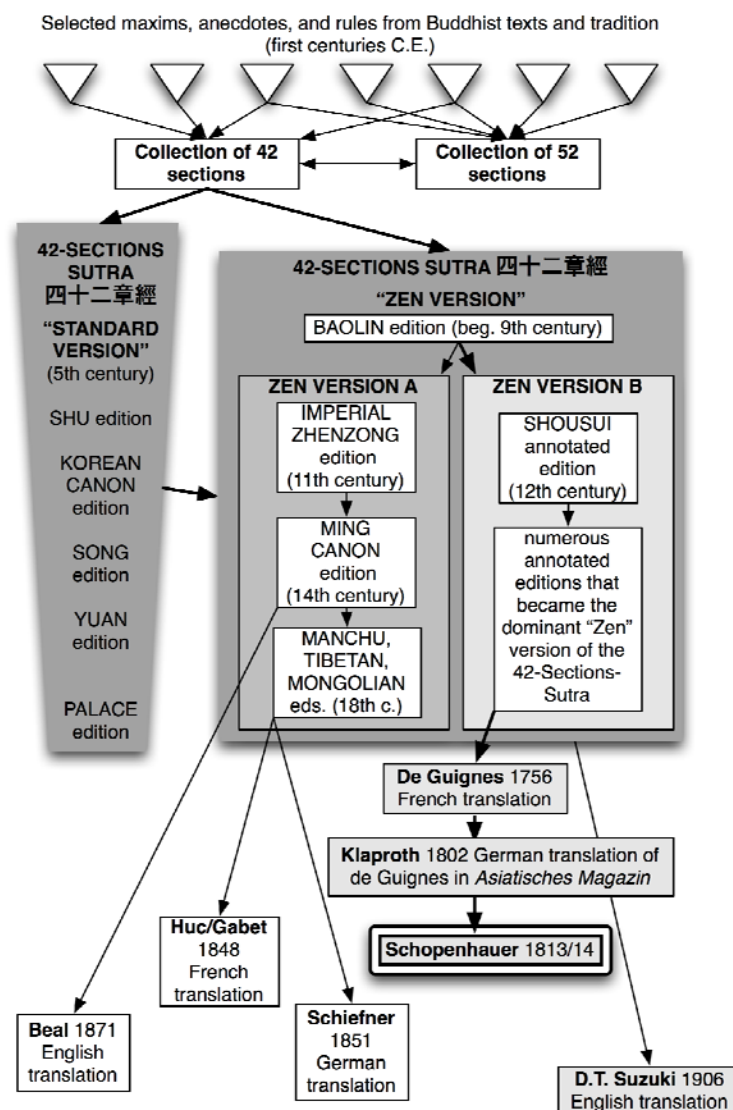 Selected maxims, anecdotes, and rules from Buddhist texts and tradition
(first centuries C.E.)
Collection of 42
sections
Collection of 52
sections
42-SECTIONS
SUTRA
四十二章經
"STANDARD
VERSION"
(5th century)
SHU edition
KOREAN
CANON
edition
SONG
edition
YUAN
edition
PALACE
edition
42-SECTIONS SUTRA 四十二章經
"ZEN VERSION"
BAOLIN edition (beg. 9th century)
ZEN VERSION A
IMPERIAL
ZHENZONG
edition
(11th century)
MING
CANON
edition
(14th century)
MANCHU,
TIBETAN,
MONGOLIAN
eds. (18th c.)
ZEN VERSION B
SHOUSUI
annotated
edition
(12th century)
numerous
annotated
editions that
became the
dominant "Zen"
version of the
42-Sections-
Sutra
De Guignes 1756
French translation
Klaproth 1802 German translation of
de Guignes in Asiatisches Magazin
Schopenhauer 1813/14
Huc/Gabet
1848
French
translation
Schiefner
1851
German
translation
Beal 1871
English
translation
D.T. Suzuki 1906
English translation